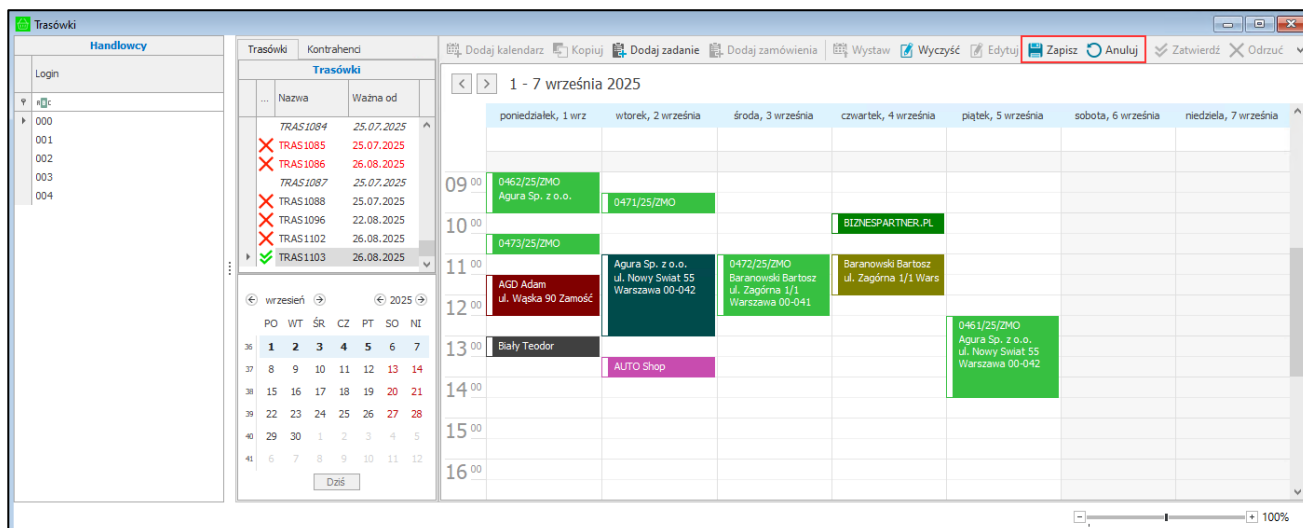 Trasówki
Handlowcy
Login
000
001
002
003
004
Trasówki Kontrahenci
Trasówki
... Nazwa Ważna od
TRAS1084 25.07.2025
TRAS1085 25.07.2025
TRAS1086 26.08.2025
TRAS1087 25.07.2025
TRAS1088 25.07.2025
TRAS1096 22.08.2025
TRAS1102 26.08.2025
TRAS1103 26.08.2025
wrzesień 2025
PO WT ŚR CZ PT SO NI
36 1 2 3 4 5 6 7
37 8 9 10 11 12 13 14
38 15 16 17 18 19 20 21
39 22 23 24 25 26 27 28
40 29 30 1 2 3 4 5
41 6 7 8 9 10 11 12
Dziś
Dodaj kalendarz Kopiuj Dodaj zadanie Dodaj zamówienia Wystaw Wyczyść Edytuj Zapisz Anuluj Zatwierdź Odrzuć
1 - 7 września 2025
poniedziałek, 1 wrz wtorek, 2 września środa, 3 września czwartek, 4 września piątek, 5 września sobota, 6 września niedziela, 7 września
09 00
10 00
11 00
12 00
13 00
14 00
15 00
16 00
0462/25/ZMO
Agura Sp. z o.o.
0473/25/ZMO
AGD Adam
ul. Wąska 90 Zamość
Biały Teodor
0471/25/ZMO
Agura Sp. z o.o.
ul. Nowy Swiat 55
Warszawa 00-042
AUTO Shop
0472/25/ZMO
Baranowski Bartosz
ul. Zagórna 1/1
Warszawa 00-041
BIZNESPARTNER.PL
Baranowski Bartosz
ul. Zagórna 1/1 Wars
0461/25/ZMO
Agura Sp. z o.o.
ul. Nowy Swiat 55
Warszawa 00-042
100%